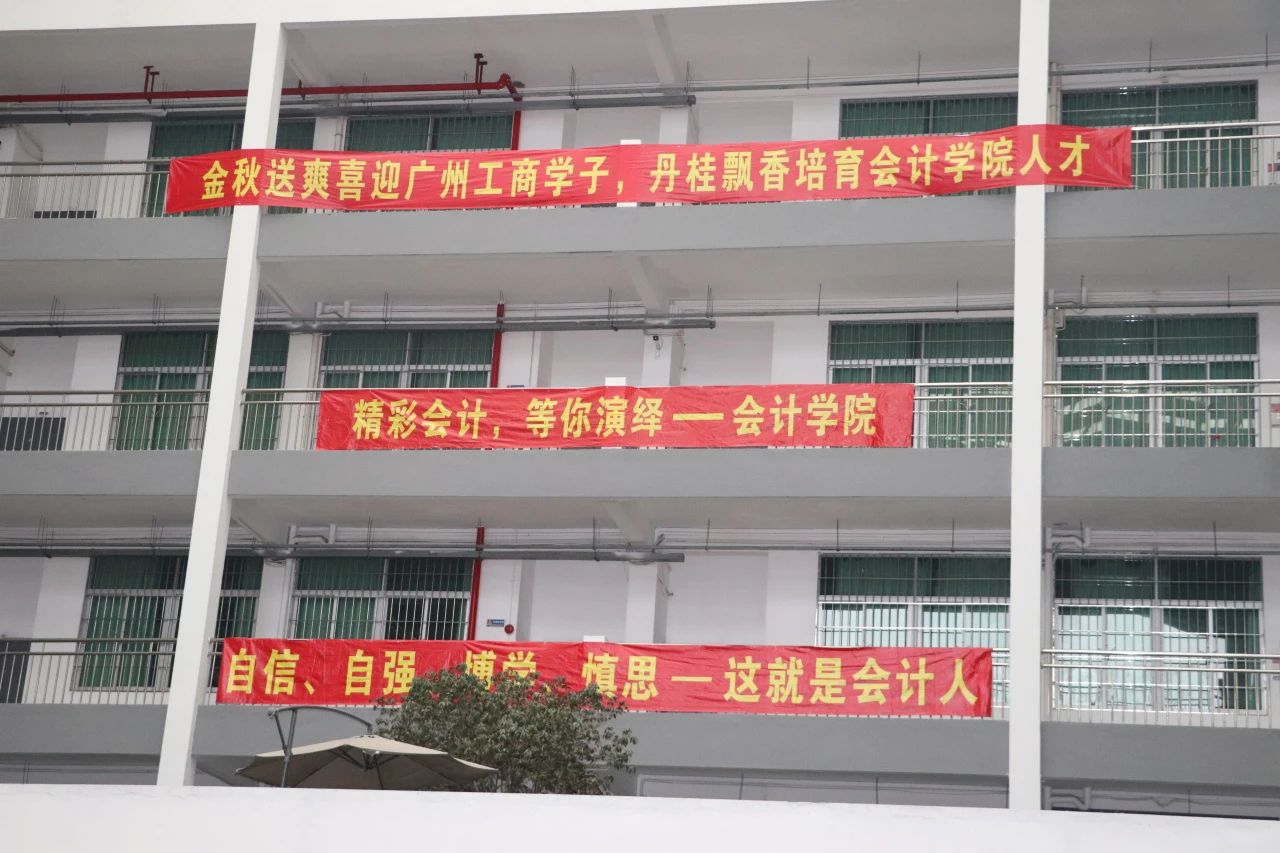 金秋送爽喜迎广州工商学子，丹桂飘香培育会计学院人才
精彩会计，等你演绎——会计学院
自信、自强、博学、慎思—这就是会计人